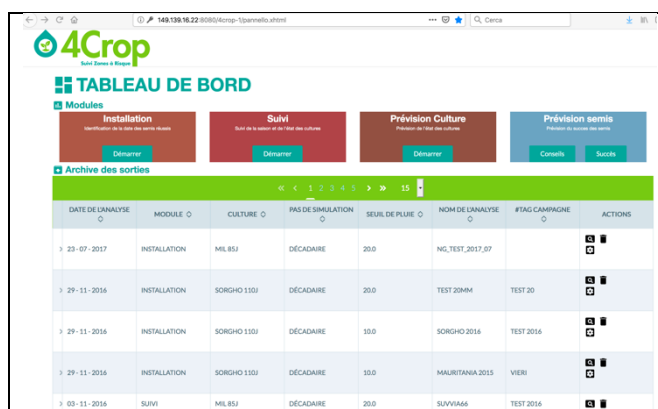 149.139.16.22:8080/4crop-1/pannello.xhtml
Cerca
4Crop
Suivi Zones à Risque
TABLEAU DE BORD
Modules
Installation
Identification de la data des semis réussis
Démarrer
Suivi
Suivi de la saison et de l'état des cultures
Démarrer
Prévision Culture
Prévision de l'état des cultures
Démarrer
Prévision semis
Prévision du succes des semis
Conseils Succès
Archive des sorties
1 2 3 4 5 15
DATE DE L'ANALYSE MODULE CULTURE PAS DE SIMULATION SEUIL DE PLUIE NOM DE L'ANALYSE #TAG CAMPAGNE ACTIONS
23 - 07 - 2017 INSTALLATION MIL 85J DÉCADAIRE 20.0 NG_TEST_2017_07
29 - 11 - 2016 INSTALLATION SORGHO 110J DÉCADAIRE 20.0 TEST 20MM TEST 20
29 - 11 - 2016 INSTALLATION SORGHO 110J DÉCADAIRE 10.0 SORGHO 2016 TEST 2016
29 - 11 - 2016 INSTALLATION SORGHO 110J DÉCADAIRE 10.0 MAURITANIA 2015 VIERI
03 - 11 - 2016 SUIVI MIL 85J DÉCADAIRE 20.0 SUVVIA66 TEST 2016